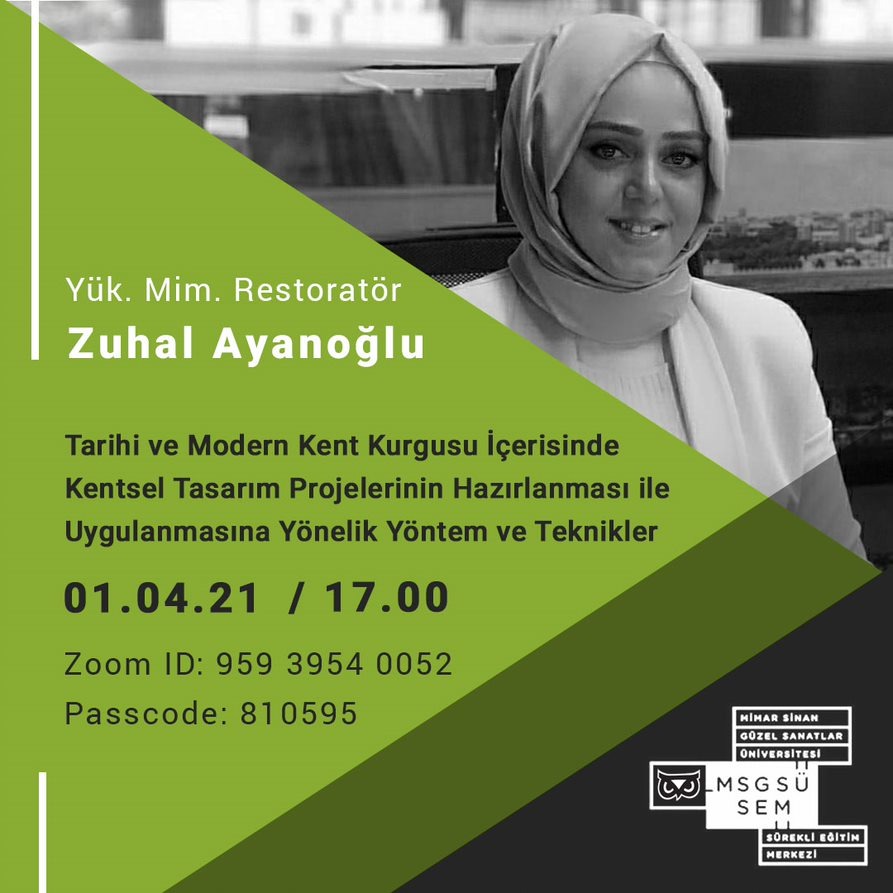 Yük. Mim. Restoratör
Zuhal Ayanoğlu
Tarihi ve Modern Kent Kurgusu İçerisinde
Kentsel Tasarım Projelerinin Hazırlanması ile
Uygulanmasına Yönelik Yöntem ve Teknikler
01.04.21 / 17.00
Zoom ID: 959 3954 0052
Passcode: 810595
MİMAR SİNAN
GÜZEL SANATLAR
ÜNİVERSİTESİ
MSGSÜ
SEM
SÜREKLİ EĞİTİM
MERKEZİ